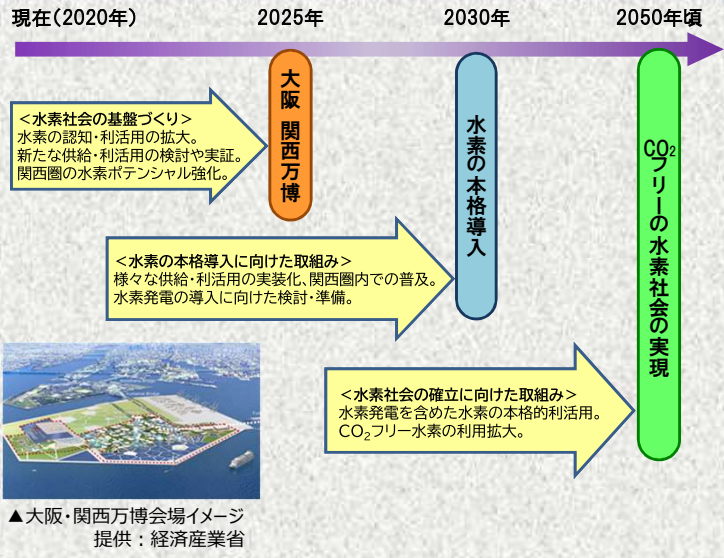 現在(2020年)
2025年
2030年
2050年頃
大阪 関西万博
水素の本格導入
CO₂フリーの水素社会の実現
<水素社会の基盤づくり>
水素の認知・利活用の拡大。
新たな供給・利活用の検討や実証。
関西圏の水素ポテンシャル強化。
<水素の本格導入に向けた取組み>
様々な供給・利活用の実装化、関西圏内での普及。
水素発電の導入に向けた検討・準備。
<水素社会の確立に向けた取組み>
水素発電を含めた水素の本格的利活用。
CO₂フリー水素の利用拡大。
▲大阪・関西万博会場イメージ
提供：経済産業省